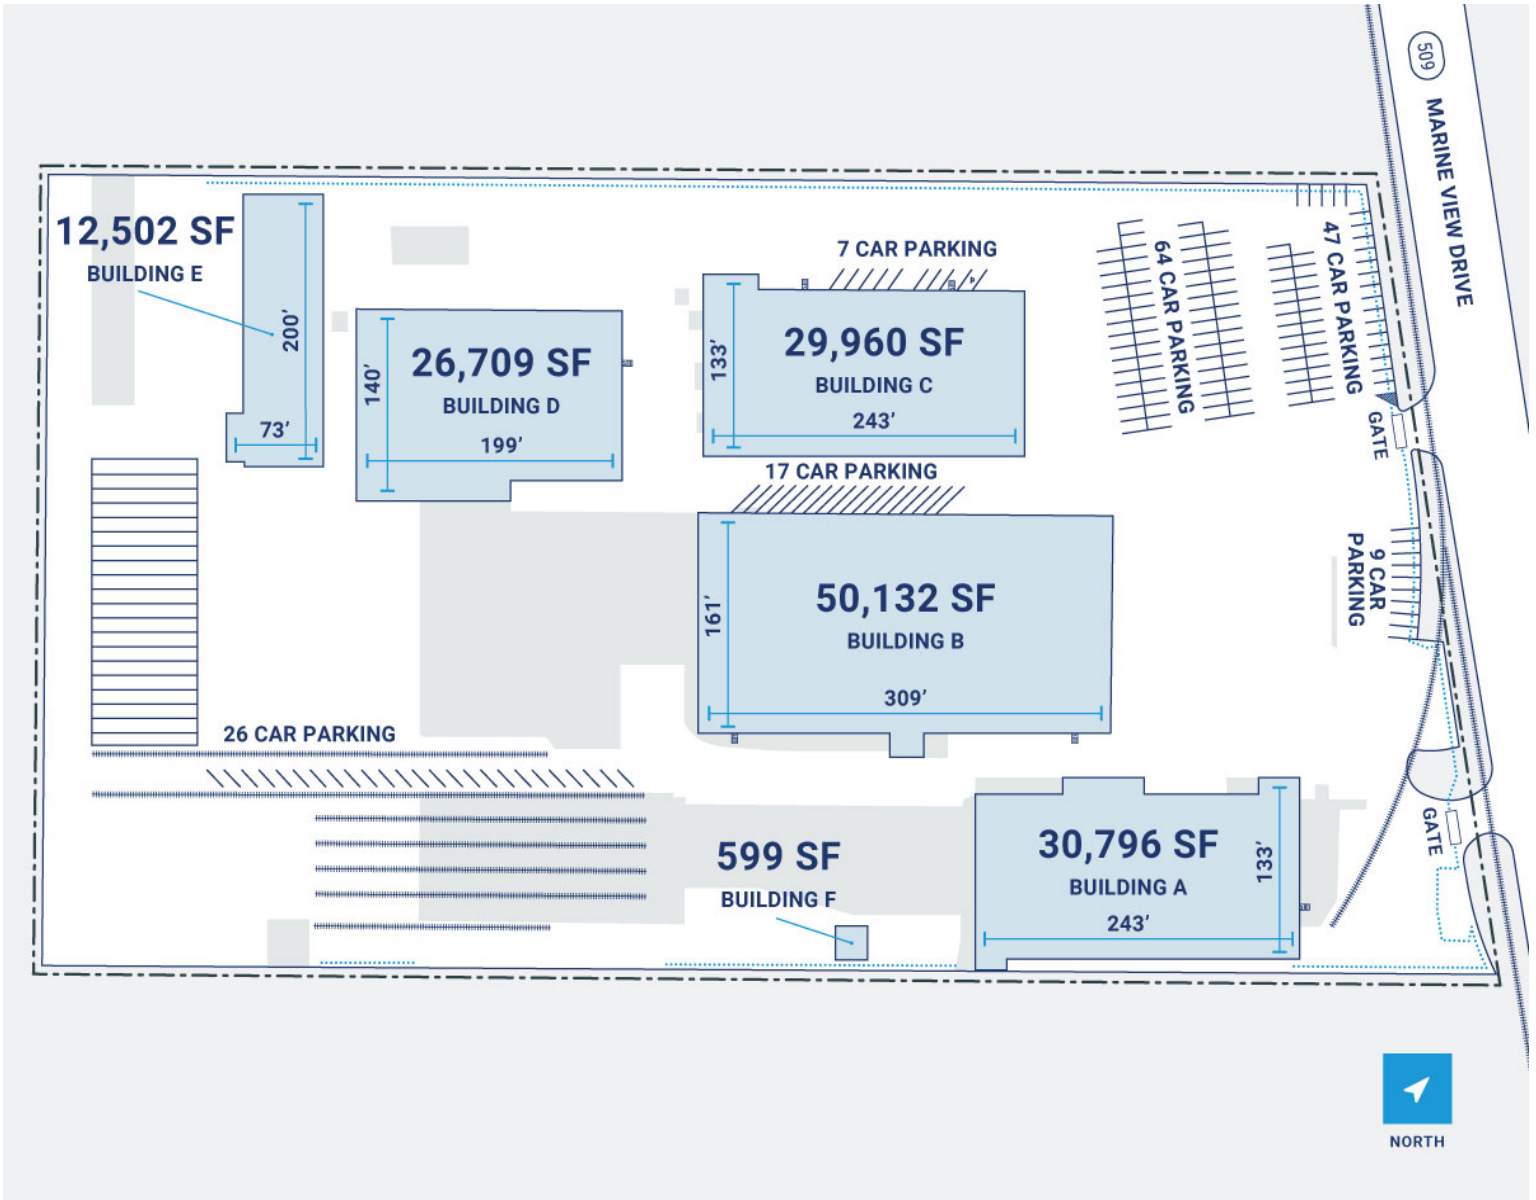 509
MARINE VIEW DRIVE
12,502 SF
BUILDING E
200'
73'
26,709 SF
BUILDING D
140'
199'
7 CAR PARKING
29,960 SF
BUILDING C
133'
243'
64 CAR PARKING
47 CAR PARKING
GATE
17 CAR PARKING
50,132 SF
BUILDING B
161'
309'
9 CAR
PARKING
26 CAR PARKING
599 SF
BUILDING F
30,796 SF
BUILDING A
133'
243'
GATE
NORTH